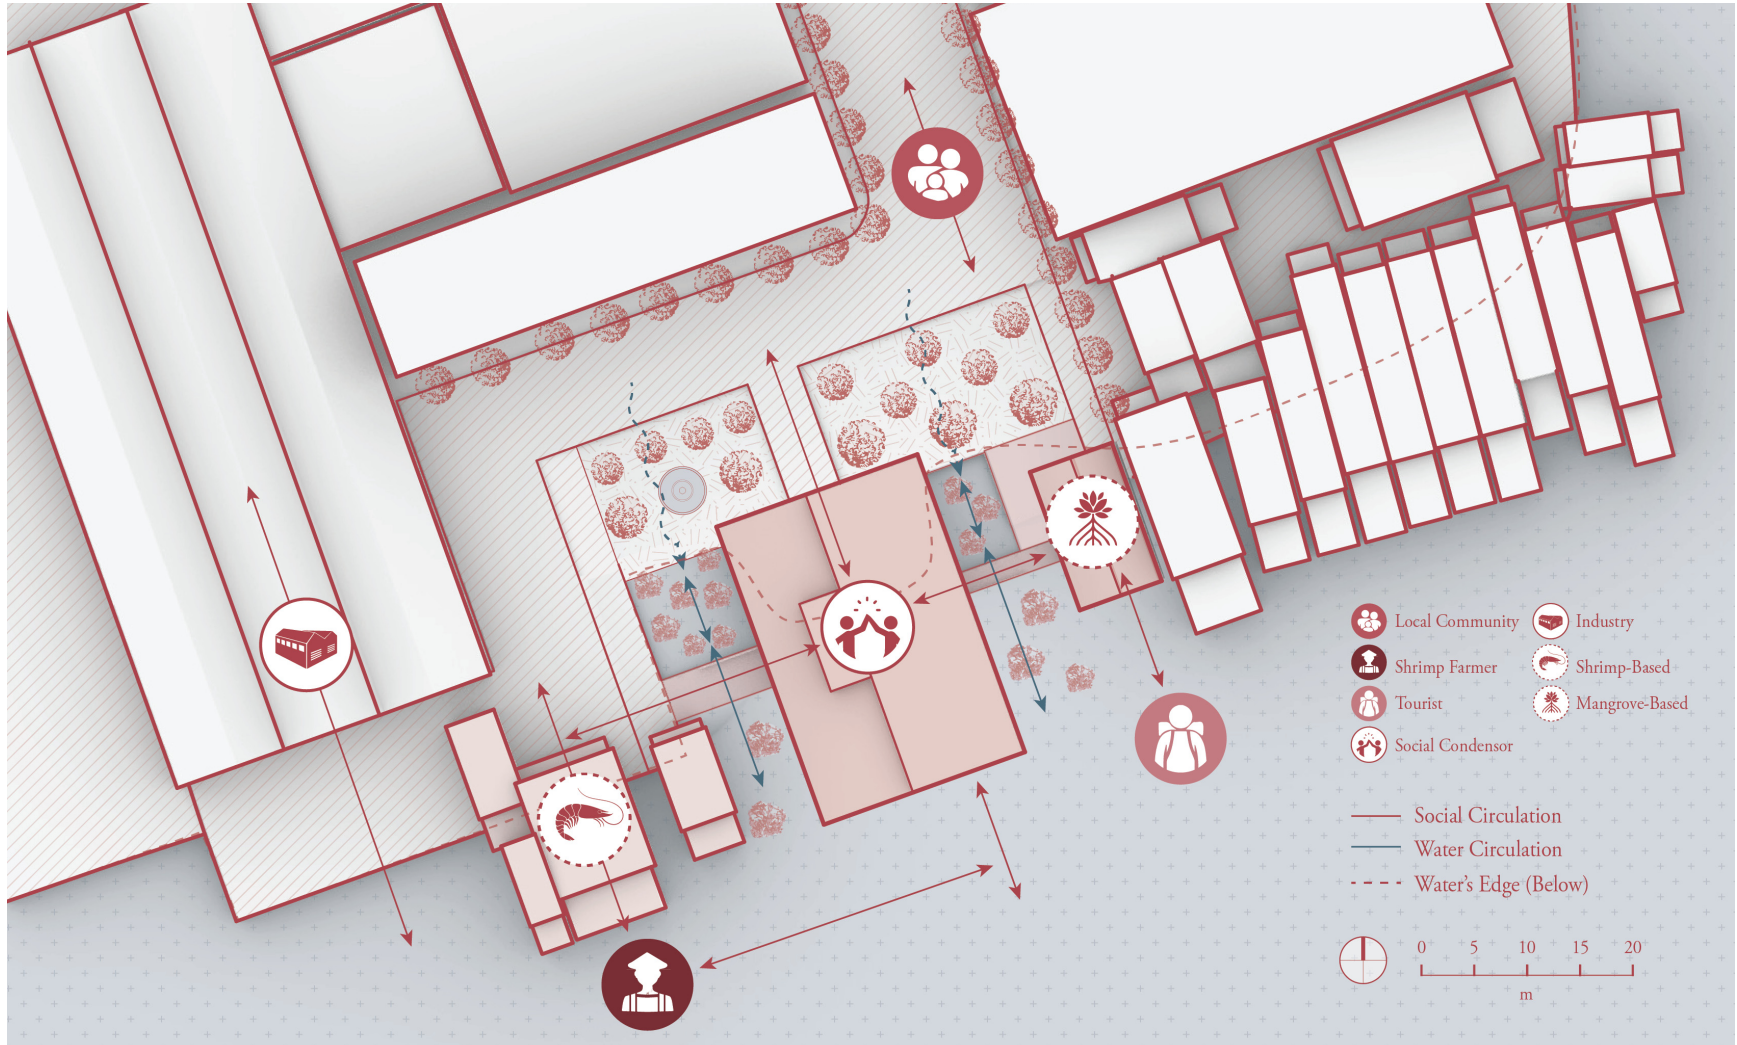 Local Community
Industry
Shrimp Farmer
Shrimp-Based
Tourist
Mangrove-Based
Social Condensor
Social Circulation
Water Circulation
Water's Edge (Below)
0 5 10 15 20
m